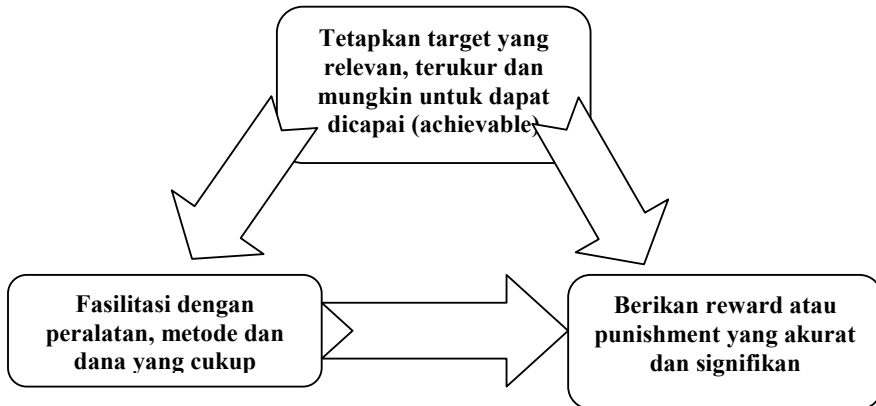 Tetapkan target yang
relevan, terukur dan
mungkin untuk dapat
dicapai (achievable)
Fasilitasi dengan
peralatan, metode dan
dana yang cukup
Berikan reward atau
punishment yang akurat
dan signifikan